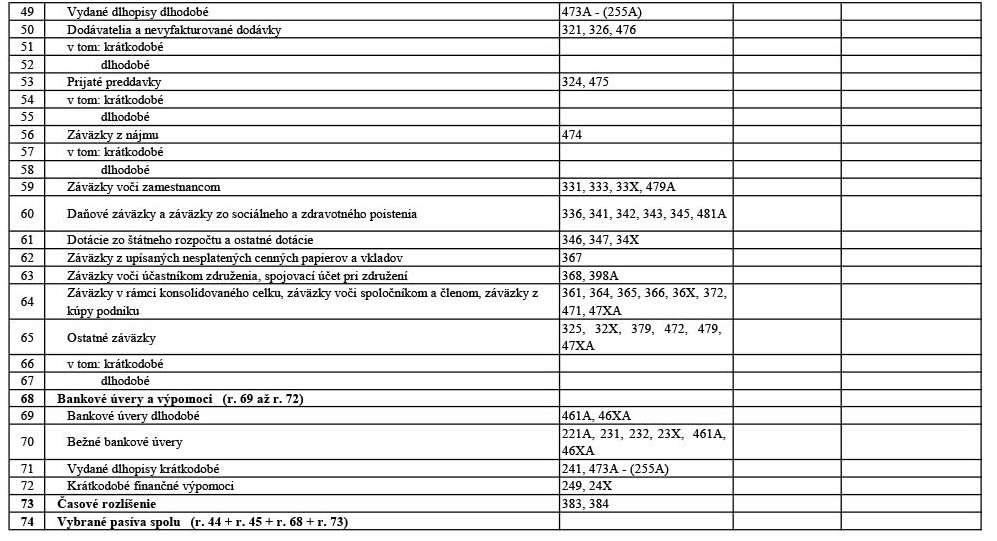 49 Vydané dlhopisy dlhodobé 473A - (255A)
50 Dodávatelia a nevyfakturované dodávky 321, 326, 476
51 v tom: krátkodobé
52 dlhodobé
53 Prijaté preddavky 324, 475
54 v tom: krátkodobé
55 dlhodobé
56 Záväzky z nájmu 474
57 v tom: krátkodobé
58 dlhodobé
59 Záväzky voči zamestnancom 331, 333, 33X, 479A
60 Daňové záväzky a záväzky zo sociálneho a zdravotného poistenia 336, 341, 342, 343, 345, 481A
61 Dotácie zo štátneho rozpočtu a ostatné dotácie 346, 347, 34X
62 Záväzky z upísaných nesplatených cenných papierov a vkladov 367
63 Záväzky voči účastníkom združenia, spojovací účet pri združení 368, 398A
64 Záväzky v rámci konsolidovaného celku, záväzky voči spoločníkom a členom, záväzky z 361, 364, 365, 366, 36X, 372,
kúpy podniku 471, 47XA
65 Ostatné záväzky 325, 32X, 379, 472, 479,
47XA
66 v tom: krátkodobé
67 dlhodobé
68 Bankové úvery a výpomoci (r. 69 až r. 72)
69 Bankové úvery dlhodobé 461A, 46XA
70 Bežné bankové úvery 221A, 231, 232, 23X, 461A,
46XA
71 Vydané dlhopisy krátkodobé 241, 473A - (255A)
72 Krátkodobé finančné výpomoci 249, 24X
73 Časové rozlíšenie 383, 384
74 Vybrané pasíva spolu (r. 44 + r. 45 + r. 68 + r. 73)